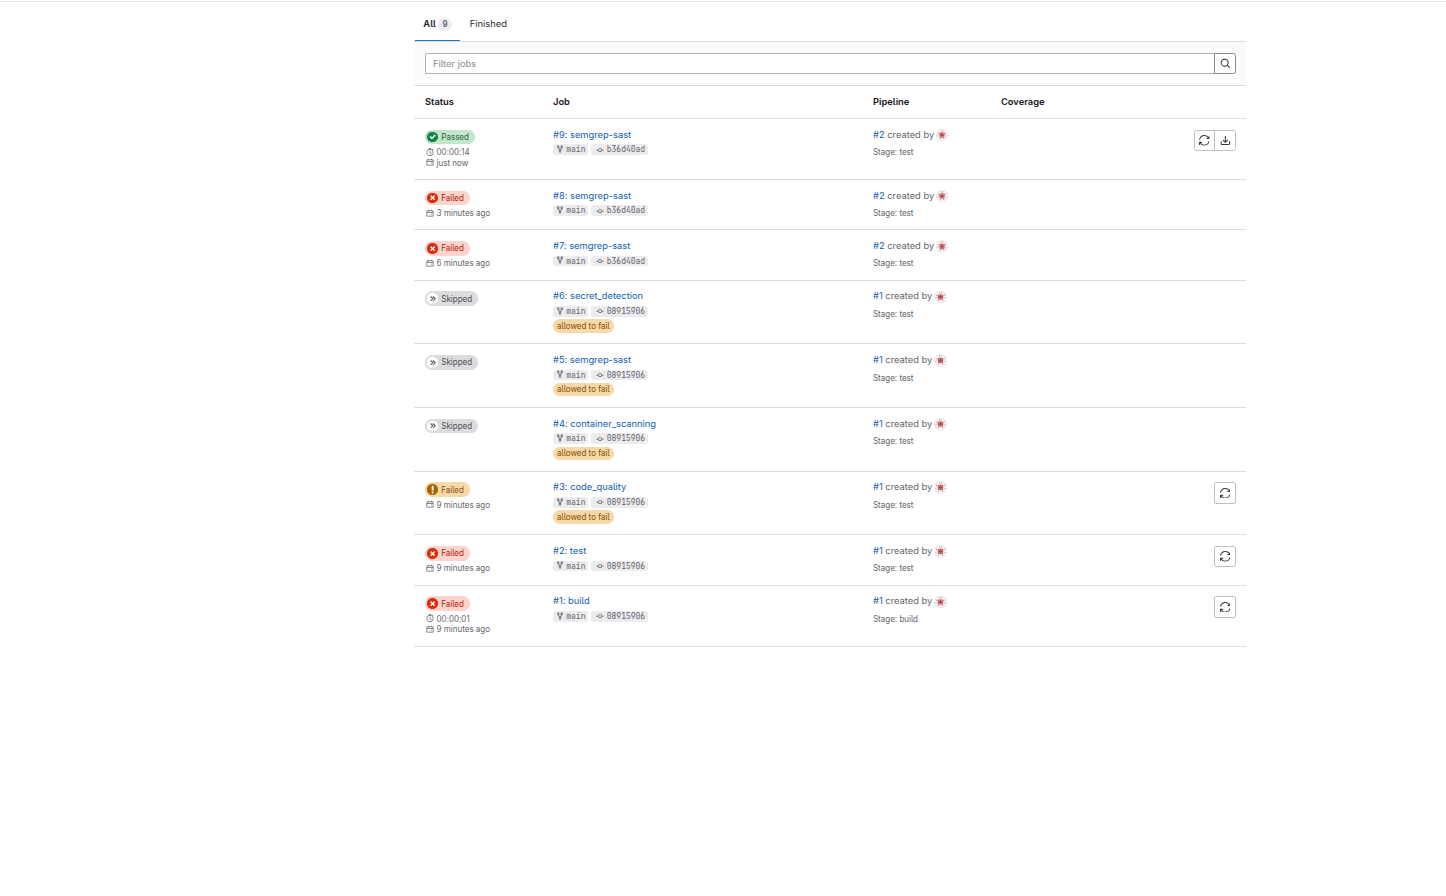 All 9 Finished
Filter jobs
Status Job Pipeline Coverage
Passed #9: semgrep-sast #2 created by
00:00:14 main b36d40ad Stage: test
just now
Failed #8: semgrep-sast #2 created by
3 minutes ago main b36d40ad Stage: test
Failed #7: semgrep-sast #2 created by
6 minutes ago main b36d40ad Stage: test
Skipped #6: secret_detection #1 created by
main 08915906 Stage: test
allowed to fail
Skipped #5: semgrep-sast #1 created by
main 08915906 Stage: test
allowed to fail
Skipped #4: container_scanning #1 created by
main 08915906 Stage: test
allowed to fail
Failed #3: code_quality #1 created by
9 minutes ago main 08915906 Stage: test
allowed to fail
Failed #2: test #1 created by
9 minutes ago main 08915906 Stage: test
Failed #1: build #1 created by
00:00:01 main 08915906 Stage: build
9 minutes ago